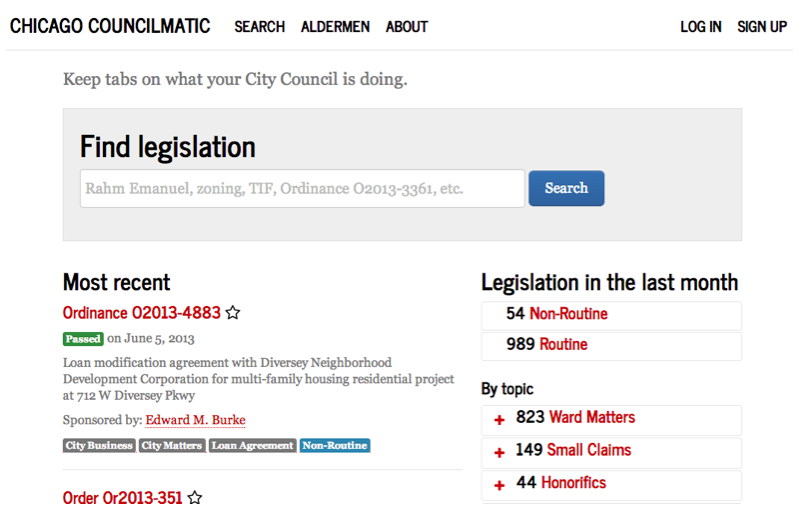 CHICAGO COUNCILMATIC SEARCH ALDERMEN ABOUT LOG IN SIGN UP
Keep tabs on what your City Council is doing.
Find legislation
Rahm Emanuel, zoning, TIF, Ordinance O2013-3361, etc. Search
Most recent
Ordinance O2013-4883
Passed on June 5, 2013
Loan modification agreement with Diversey Neighborhood
Development Corporation for multi-family housing residential project
at 712 W Diversey Pkwy
Sponsored by: Edward M. Burke
City Business City Matters Loan Agreement Non-Routine
Order Or2013-351
Legislation in the last month
54 Non-Routine
989 Routine
By topic
+ 823 Ward Matters
+ 149 Small Claims
+ 44 Honorifics